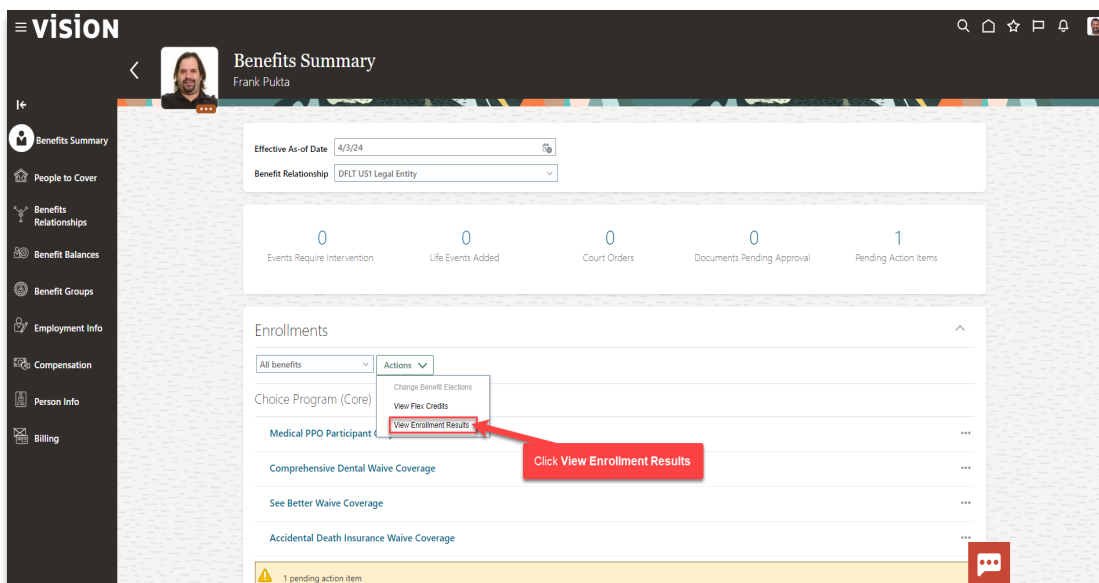 vision
Benefits Summary
Frank Pukta
Benefits Summary
People to Cover
Benefits
Relationships
Benefit Balances
Benefit Groups
Employment Info
Compensation
Person Info
Billing
Effective As-of Date 4/3/24
Benefit Relationship DFLT US1 Legal Entity
0 0 0 0 1
Events Require Intervention Life Events Added Court Orders Documents Pending Approval Pending Action Items
Enrollments
All benefits Actions
Change Benefit Elections
Choice Program (Core)
View Flex Credits
View Enrollment Results
Medical PPO Participant
Click View Enrollment Results
Comprehensive Dental Waive Coverage
See Better Waive Coverage
Accidental Death Insurance Waive Coverage
1 pending action item